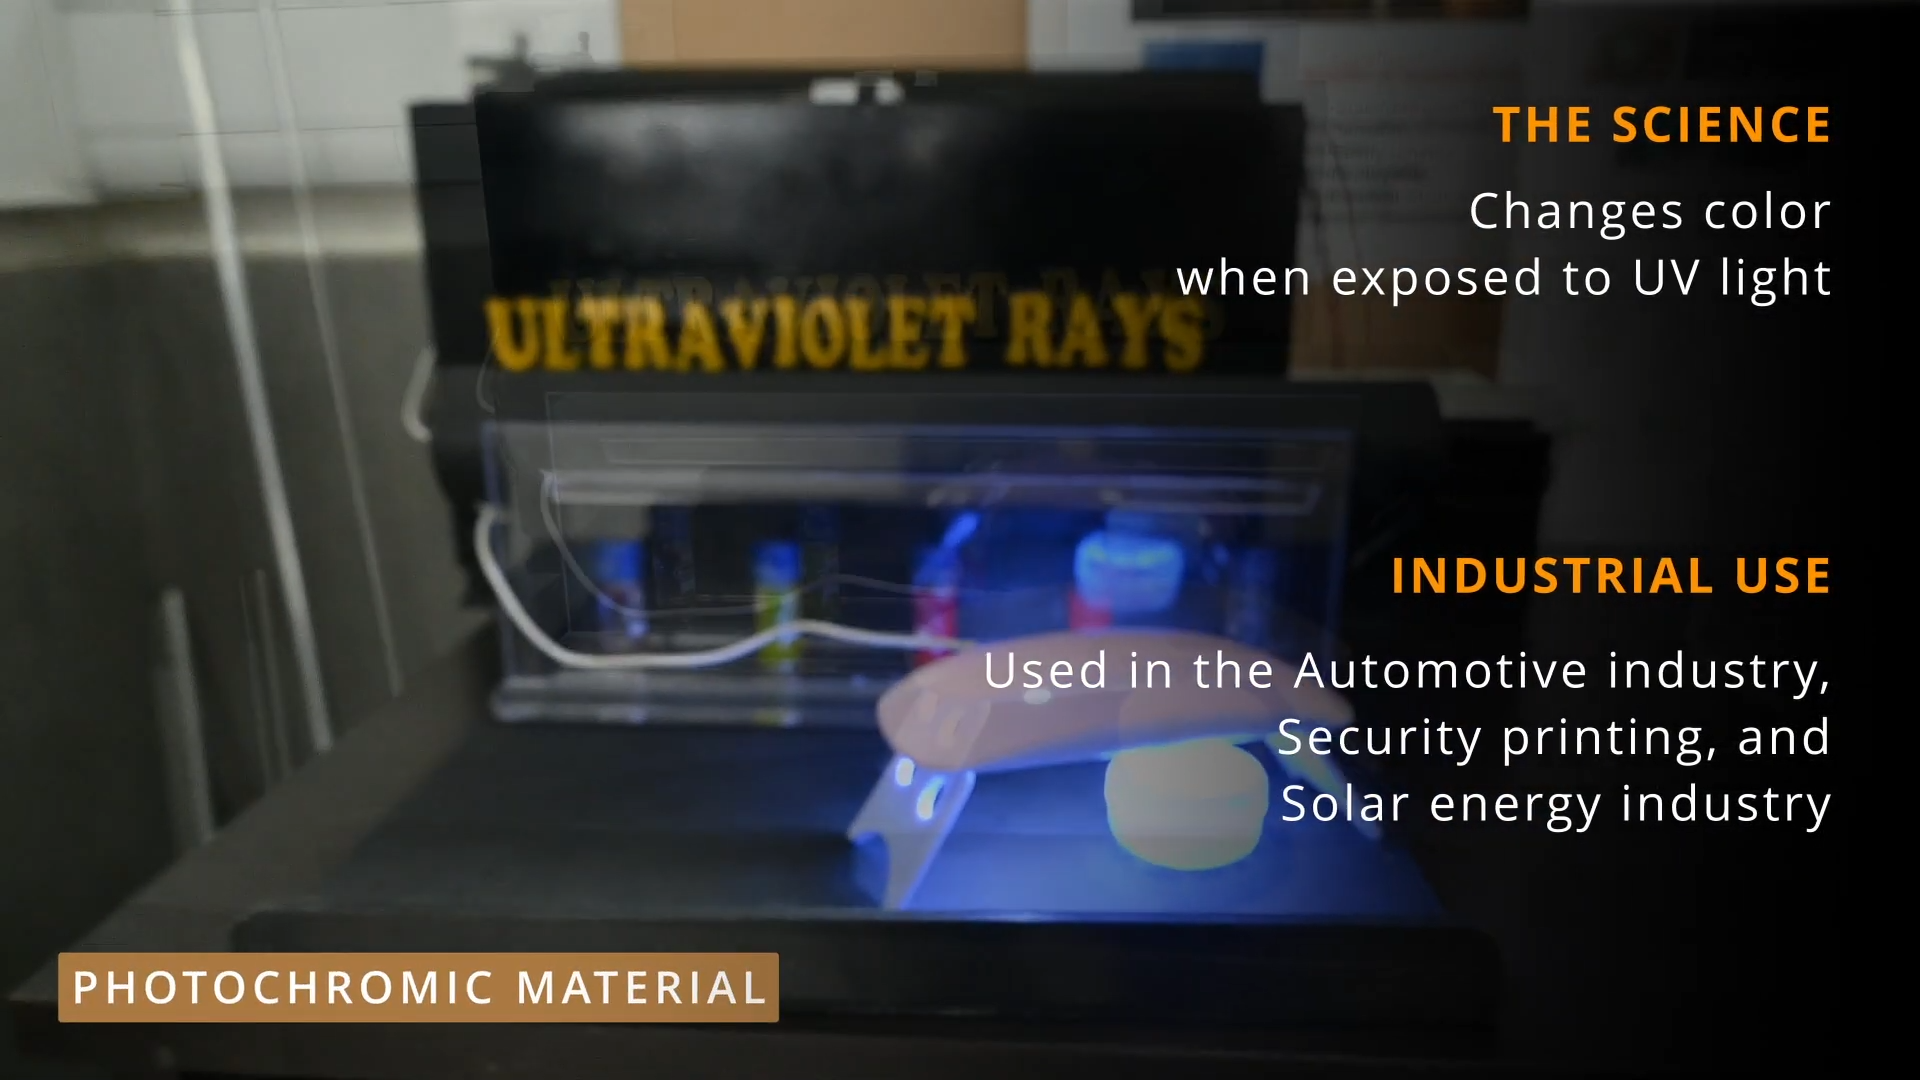 THE SCIENCE
Changes color
when exposed to UV light
ULTRAVIOLET RAYS
INDUSTRIAL USE
Used in the Automotive industry,
Security printing, and
Solar energy industry
PHOTOCHROMIC MATERIAL